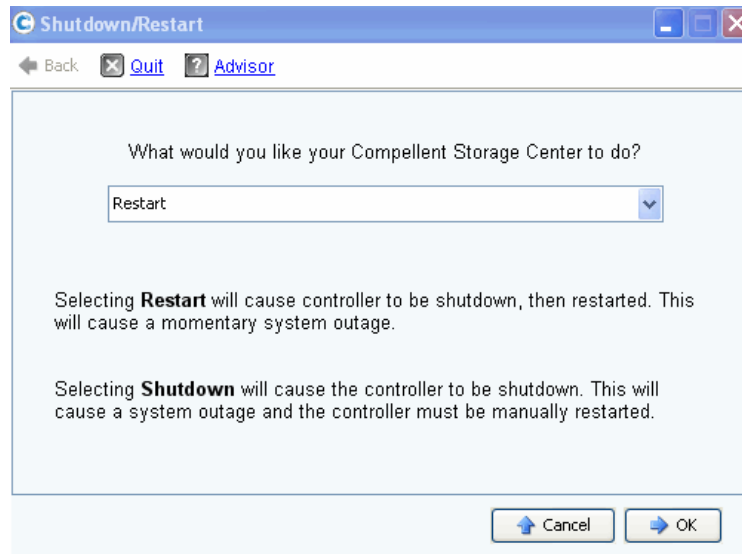 Shutdown/Restart
Back Quit ? Advisor
What would you like your Compellent Storage Center to do?
Restart
Selecting Restart will cause controller to be shutdown, then restarted. This
will cause a momentary system outage.
Selecting Shutdown will cause the controller to be shutdown. This will
cause a system outage and the controller must be manually restarted.
Cancel OK